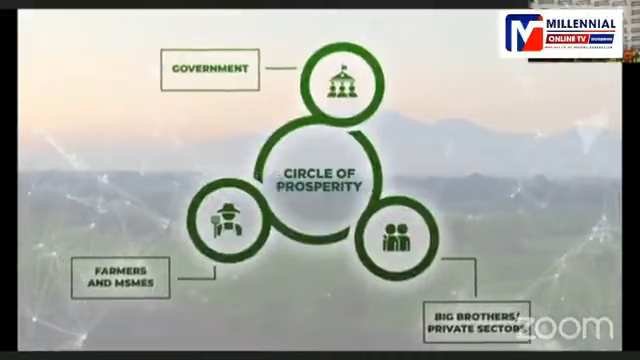 MILLENNIAL
ONLINE TV
GOVERNMENT
CIRCLE OF
PROSPERITY
FARMERS
AND MSMES
BIG BROTHERS/
PRIVATE SECTORS
zoom